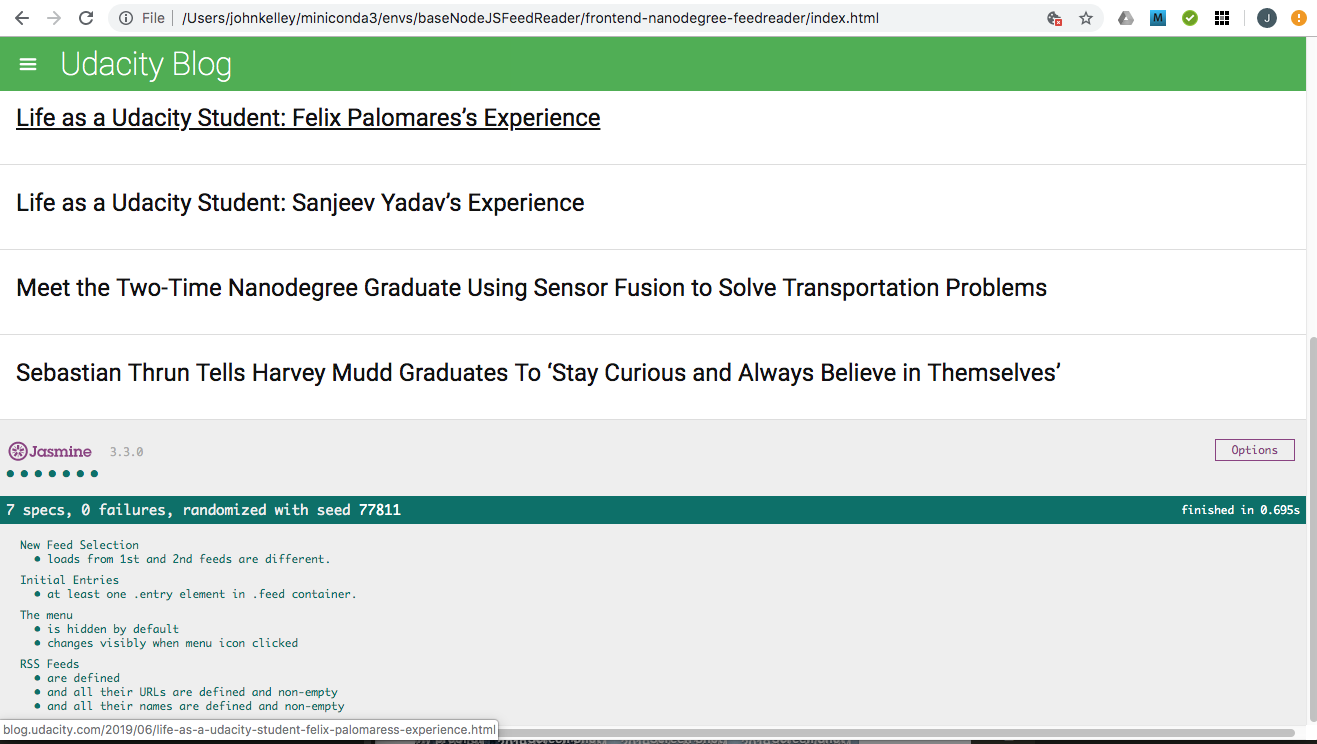 File /Users/johnkelley/miniconda3/envs/baseNodeJSFeedReader/frontend-nanodegree-feedreader/index.html M J
Udacity Blog
Life as a Udacity Student: Felix Palomares’s Experience
Life as a Udacity Student: Sanjeev Yadav’s Experience
Meet the Two-Time Nanodegree Graduate Using Sensor Fusion to Solve Transportation Problems
Sebastian Thrun Tells Harvey Mudd Graduates To ‘Stay Curious and Always Believe in Themselves’
Jasmine 3.3.0 Options
7 specs, 0 failures, randomized with seed 77811 finished in 0.695s
New Feed Selection
• loads from 1st and 2nd feeds are different.
Initial Entries
• at least one .entry element in .feed container.
The menu
• is hidden by default
• changes visibly when menu icon clicked
RSS Feeds
• are defined
• and all their URLs are defined and non-empty
• and all their names are defined and non-empty
blog.udacity.com/2019/06/life-as-a-udacity-student-felix-palomaress-experience.html